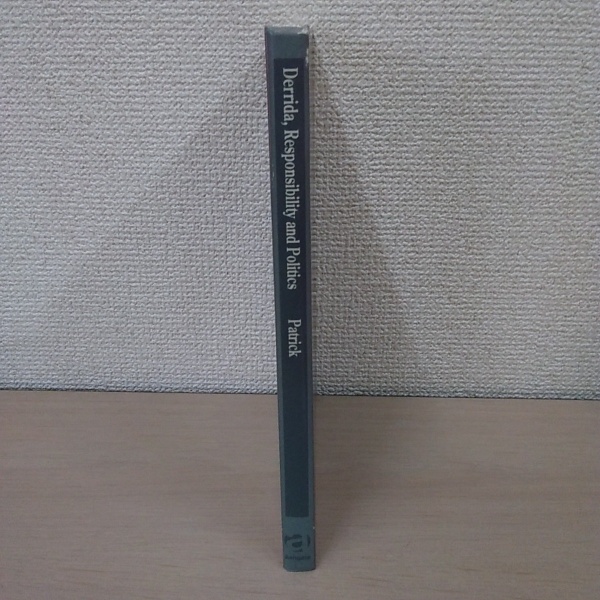 Derrida, Responsibility and Politics
Patrick